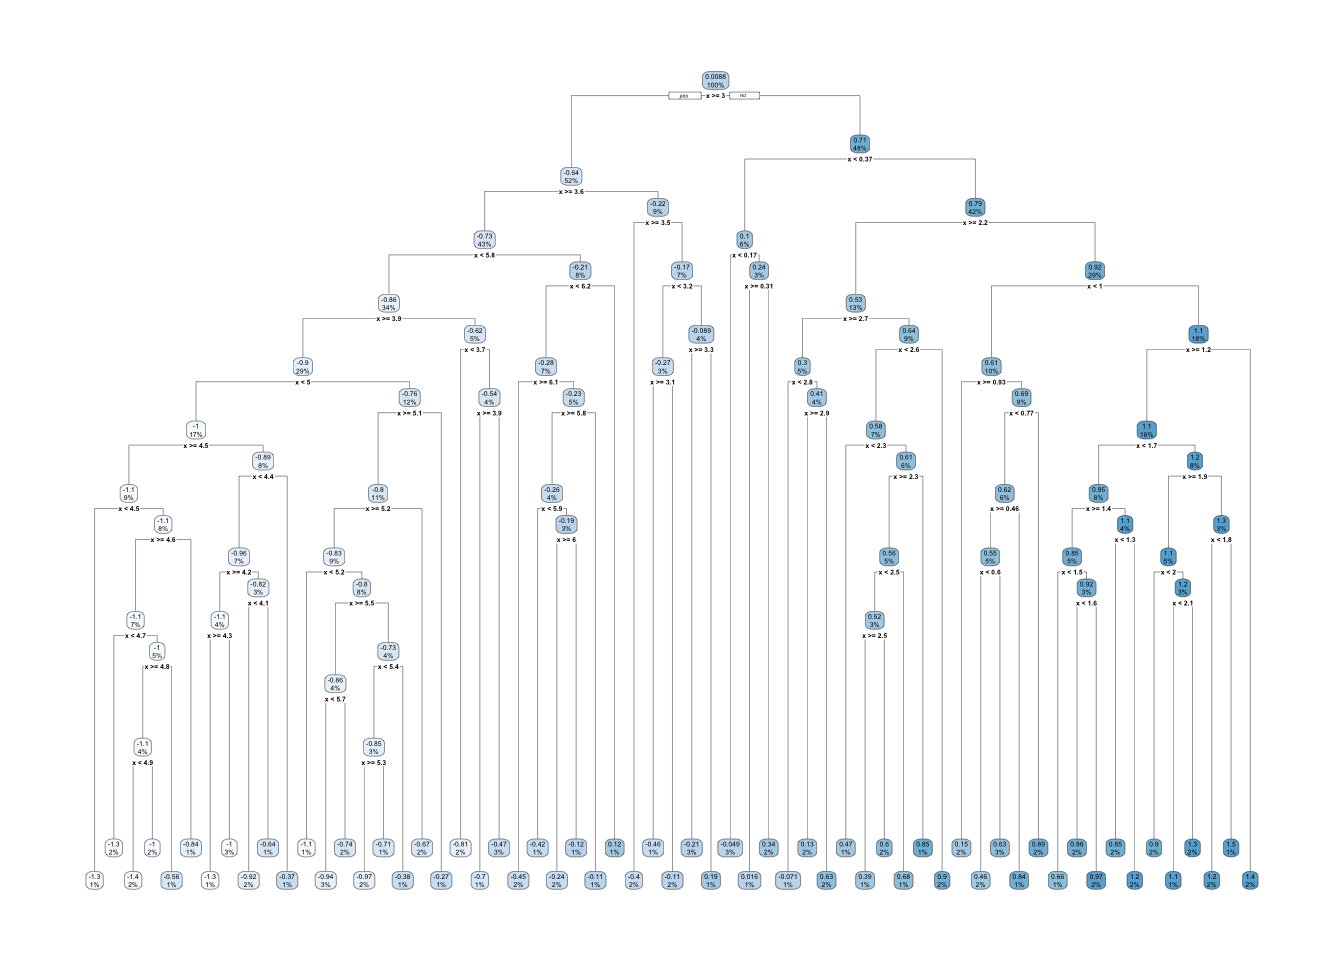 0.0088
100%
yes x >= 3 no
0.71
48%
x < 0.37
-0.64
52%
x >= 3.6
-0.22
9%
x >= 3.5
0.79
42%
x >= 2.2
-0.73
43%
x < 5.8
0.1
6%
x < 0.17
-0.21
8%
x < 6.2
-0.17
7%
x < 3.2
0.24
3%
x >= 0.31
0.92
29%
x < 1
-0.86
34%
x >= 3.9
0.53
13%
x >= 2.7
-0.62
5%
x < 3.7
-0.089
4%
x >= 3.3
0.64
9%
x < 2.6
1.1
18%
x >= 1.2
-0.9
29%
x < 5
-0.28
7%
x >= 6.1
-0.27
3%
x >= 3.1
0.3
5%
x < 2.8
0.61
10%
x >= 0.93
-0.76
12%
x >= 5.1
-0.54
4%
x >= 3.9
-0.23
5%
x >= 5.8
0.41
4%
x >= 2.9
0.69
9%
x < 0.77
-1
17%
x >= 4.5
0.58
7%
x < 2.3
1.1
16%
x < 1.7
-0.89
8%
x < 4.4
0.61
6%
x >= 2.3
1.2
8%
x >= 1.9
-1.1
9%
x < 4.5
-0.8
11%
x >= 5.2
-0.26
4%
x < 5.9
0.62
6%
x >= 0.46
0.95
8%
x >= 1.4
-1.1
8%
x >= 4.6
-0.19
3%
x >= 6
1.1
4%
x < 1.3
1.3
3%
x < 1.8
-0.96
7%
x >= 4.2
-0.83
9%
x < 5.2
0.56
5%
x < 2.5
0.55
5%
x < 0.6
0.85
5%
x < 1.5
1.1
5%
x < 2
-0.82
3%
x < 4.1
-0.8
8%
x >= 5.5
0.92
3%
x < 1.6
1.2
3%
x < 2.1
-1.1
7%
x < 4.7
-1.1
4%
x >= 4.3
0.52
3%
x >= 2.5
-1
5%
x >= 4.8
-0.73
4%
x < 5.4
-0.86
4%
x < 5.7
-1.1
4%
x < 4.9
-0.85
3%
x >= 5.3
-1.3 -1 -0.84 -1 -0.64 -1.1 -0.74 -0.71 -0.67 -0.81 -0.47 -0.42 -0.12 0.12 -0.46 -0.21 -0.049 0.34 0.13 0.47 0.6 0.85 0.15 0.63 0.89 0.86 0.85 0.9 1.3 1.5
2% 2% 1% 3% 1% 1% 2% 1% 2% 2% 3% 1% 1% 1% 1% 3% 3% 2% 2% 1% 2% 1% 2% 3% 2% 2% 2% 2% 2% 1%
-1.3 -1.4 -0.56 -1.3 -0.92 -0.37 -0.94 -0.97 -0.38 -0.27 -0.7 -0.45 -0.24 -0.11 -0.4 -0.11 0.19 0.016 -0.071 0.63 0.39 0.68 0.9 0.46 0.84 0.66 0.97 1.2 1.1 1.2 1.4
1% 2% 1% 1% 2% 1% 3% 2% 1% 1% 1% 2% 2% 1% 2% 2% 1% 1% 1% 2% 1% 1% 2% 2% 1% 1% 2% 2% 1% 2% 2%